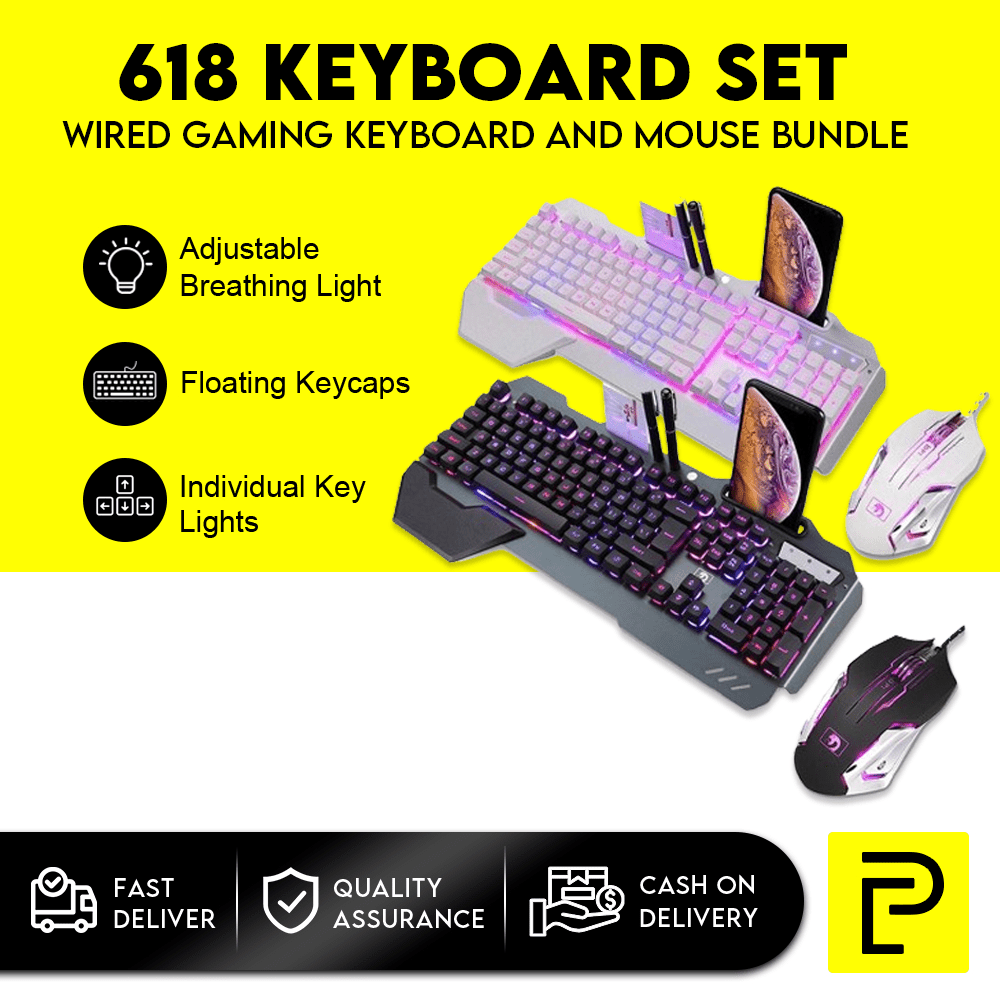 618 KEYBOARD SET
WIRED GAMING KEYBOARD AND MOUSE BUNDLE
Adjustable
Breathing Light
Floating Keycaps
Individual Key
Lights
FAST
DELIVER
QUALITY
ASSURANCE
CASH ON
DELIVERY